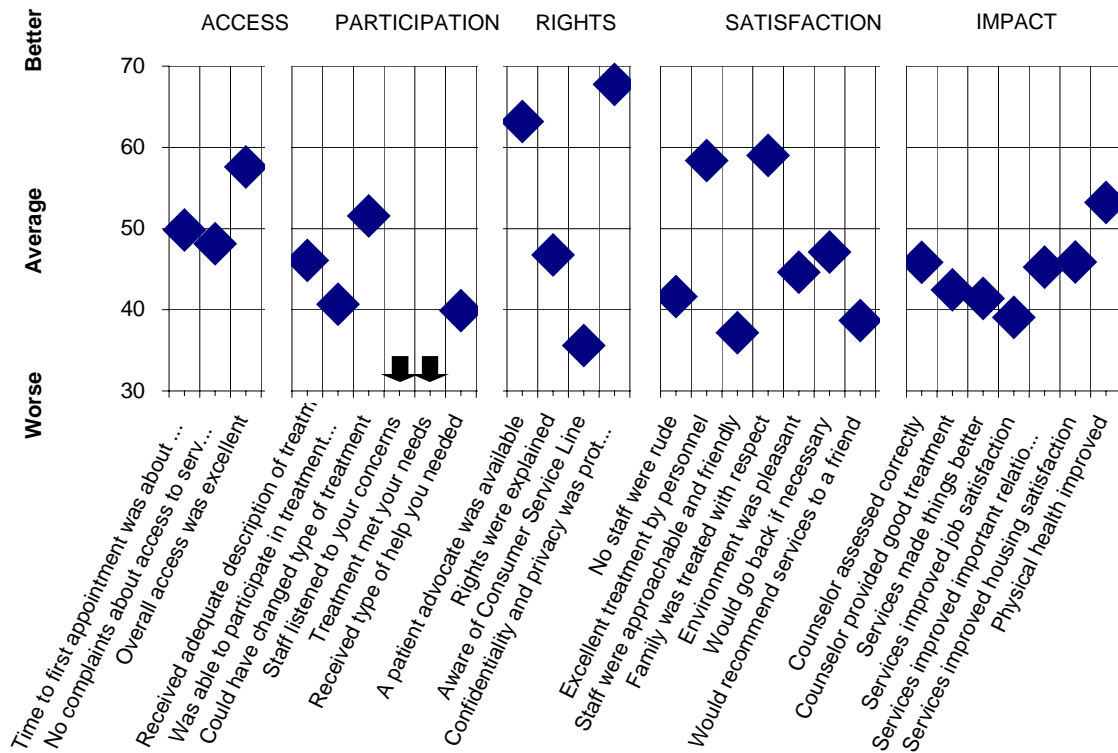 ACCESS
PARTICIPATION
RIGHTS
SATISFACTION
IMPACT
Better
Average
Worse
70
60
50
40
30
Time to first appointment was about ...
No complaints about access to serv...
Overall access was excellent
Received adequate description of treatm
Was able to participate in treatment...
Could have changed type of treatment
Staff listened to your concerns
Treatment met your needs
Received type of help you needed
A patient advocate was available
Rights were explained
Aware of Consumer Service Line
Confidentiality and privacy was prot...
No staff were rude
Excellent treatment by personnel
Staff were approachable and friendly
Family was treated with respect
Environment was pleasant
Would go back if necessary
Would recommend services to a friend
Counselor assessed correctly
Counselor provided good treatment
Services made things better
Services improved job satisfaction
Services improved important relatio...
Services improved housing satisfaction
Physical health improved